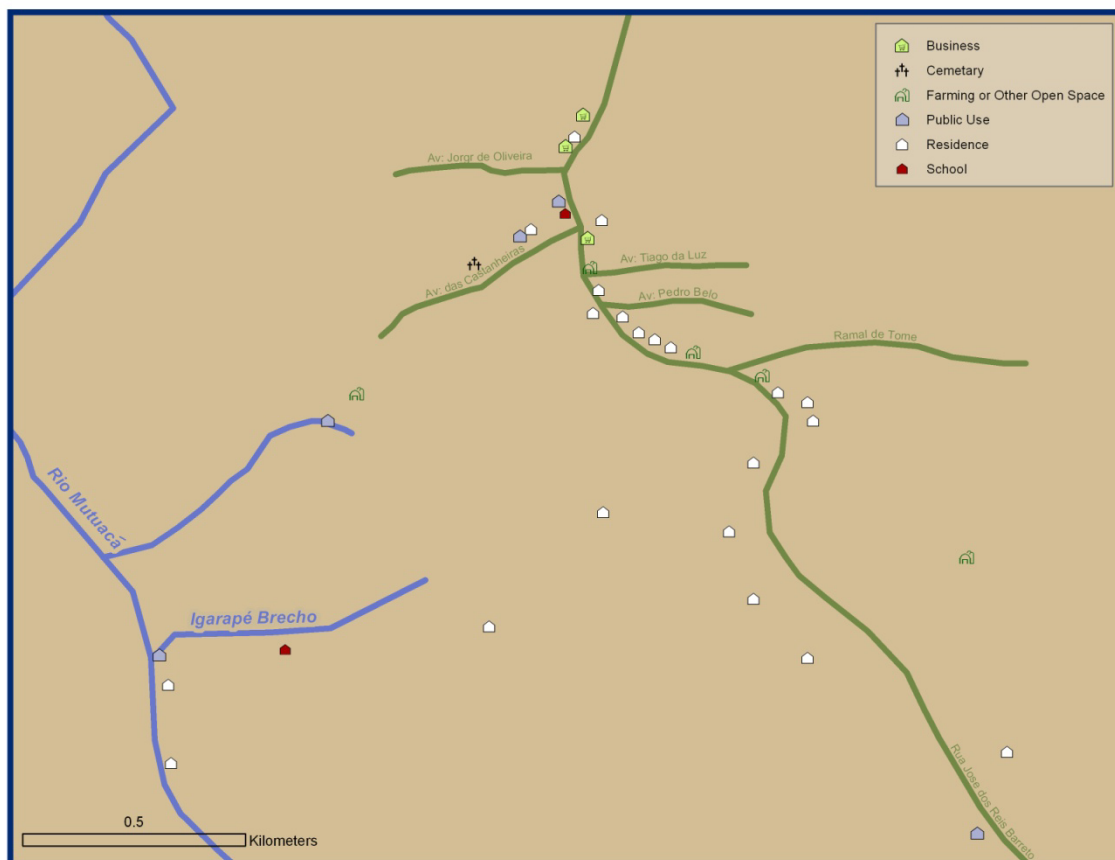 Business
Cemetary
Farming or Other Open Space
Public Use
Residence
School
Av: Jorgr de Oliveira
Av: das Castanheiras
Av: Tiago da Luz
Av: Pedro Belo
Ramal de Tome
Rio Mutuacá
Igarapé Brecho
Rua Jose dos Reis Barreto
0.5
Kilometers